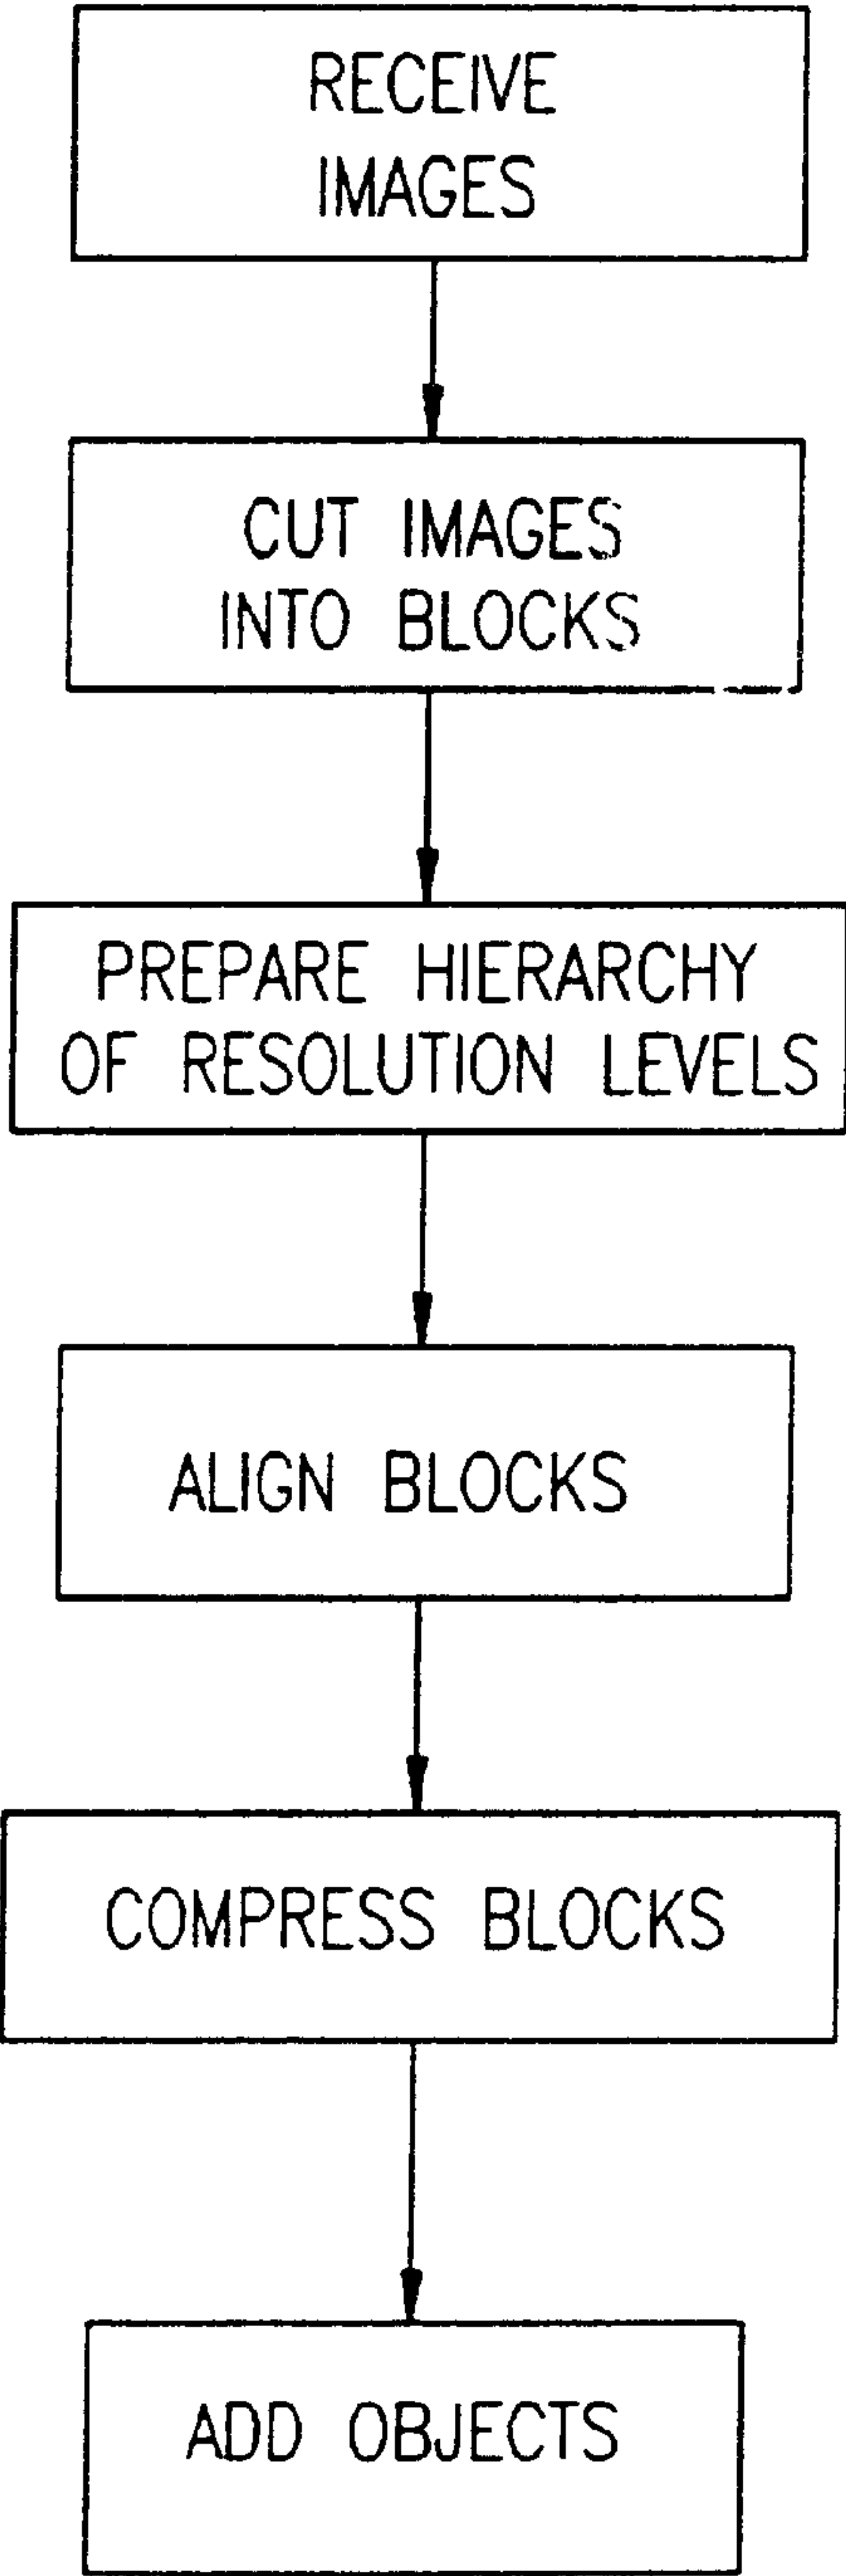 RECEIVE
IMAGES
CUT IMAGES
INTO BLOCKS
PREPARE HIERARCHY
OF RESOLUTION LEVELS
ALIGN BLOCKS
COMPRESS BLOCKS
ADD OBJECTS